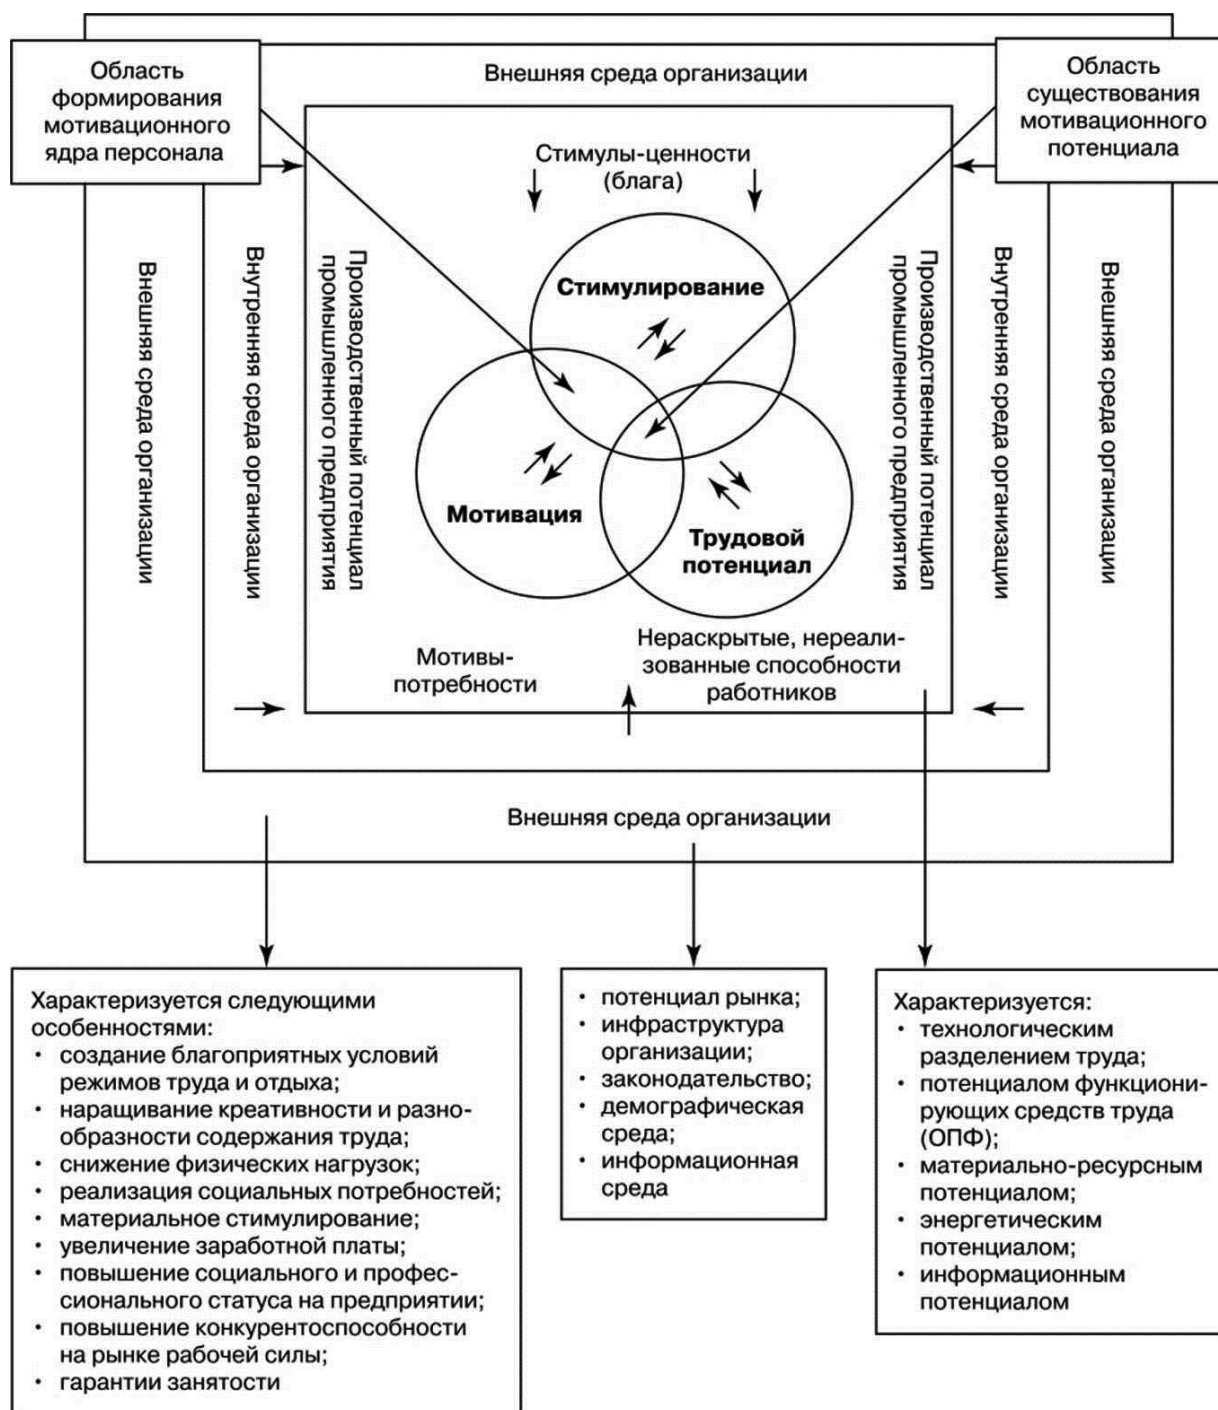 Область
формирования
мотивационного
ядра персонала
Внешняя среда организации
Область
существования
мотивационного
потенциала
Стимулы-ценности
(блага)
Внешняя среда организации
Внутренняя среда организации
Производственный потенциал
промышленного предприятия
Стимулирование
Мотивация
Трудовой
потенциал
Производственный потенциал
промышленного предприятия
Внутренняя среда организации
Внешняя среда организации
Мотивы-
потребности
Нераскрытые, нереали-
зованные способности
работников
Внешняя среда организации
Характеризуется следующими
особенностями:
• создание благоприятных условий
режимов труда и отдыха;
• наращивание креативности и разно-
образности содержания труда;
• снижение физических нагрузок;
• реализация социальных потребностей;
• материальное стимулирование;
• увеличение заработной платы;
• повышение социального и профес-
сионального статуса на предприятии;
• повышение конкурентоспособности
на рынке рабочей силы;
• гарантии занятости
• потенциал рынка;
• инфраструктура
организации;
• законодательство;
• демографическая
среда;
• информационная
среда
Характеризуется:
• технологическим
разделением труда;
• потенциалом функциони-
рующих средств труда
(ОПФ);
• материально-ресурсным
потенциалом;
• энергетическим
потенциалом;
• информационным
потенциалом